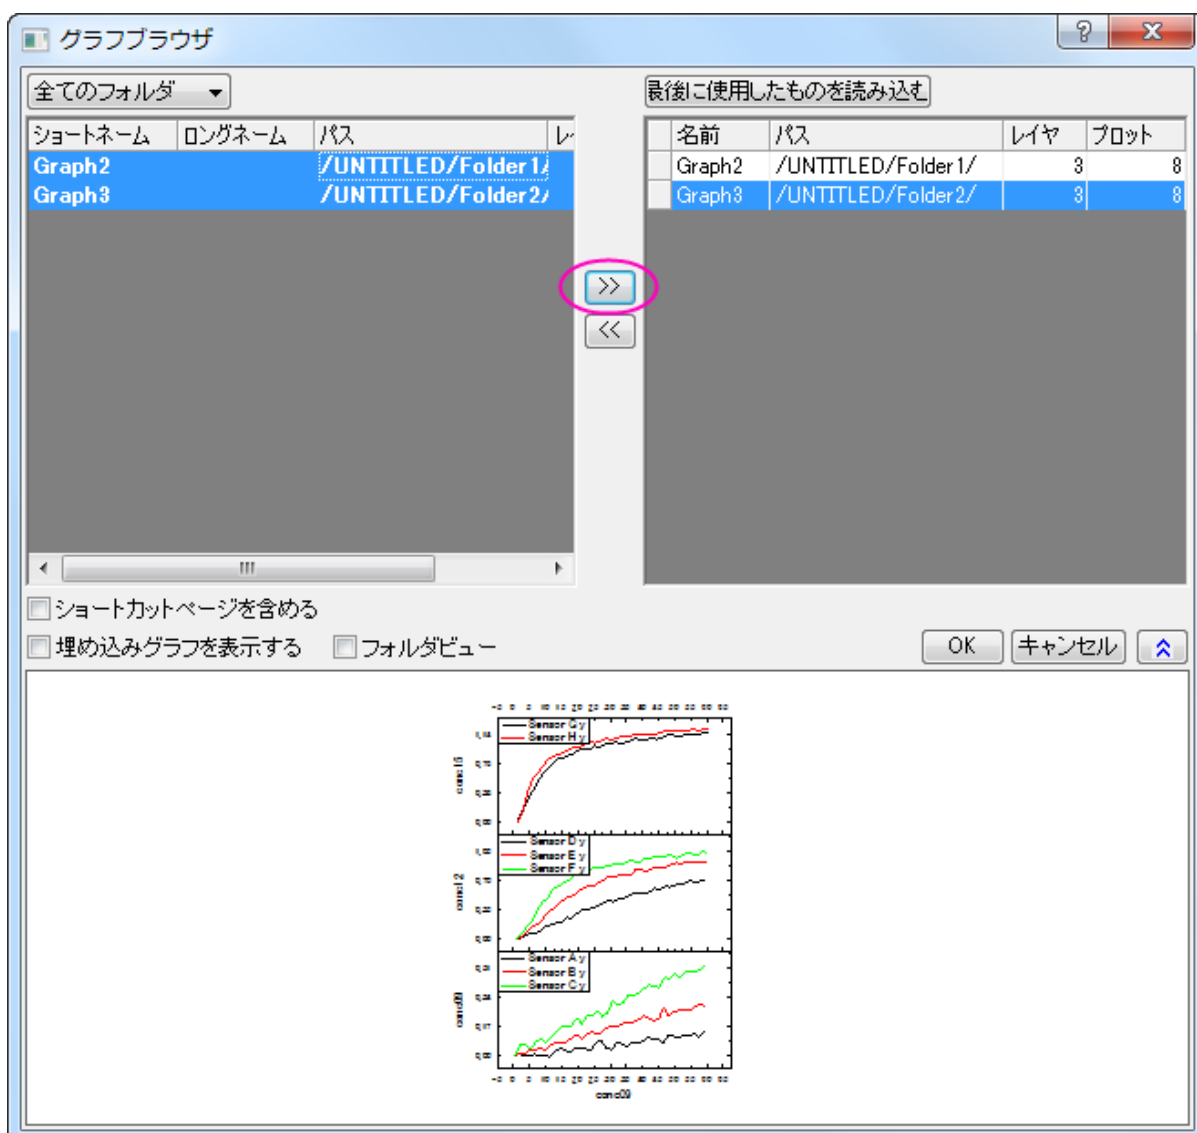 グラフブラウザ
全てのフォルダ
最後に使用したものを読み込む
ショートネーム ロングネーム パス レ
Graph2 /UNTITLED/Folder1/
Graph3 /UNTITLED/Folder2/
名前 パス レイヤ プロット
Graph2 /UNTITLED/Folder1/ 3 8
Graph3 /UNTITLED/Folder2/ 3 8
>>
<<
ショートカットページを含める
埋め込みグラフを表示する フォルダビュー
OK キャンセル
Sensor G y
Sensor H y
conc15
Sensor D y
Sensor E y
Sensor F y
conc12
Sensor A y
Sensor B y
Sensor C y
conc09
conc09